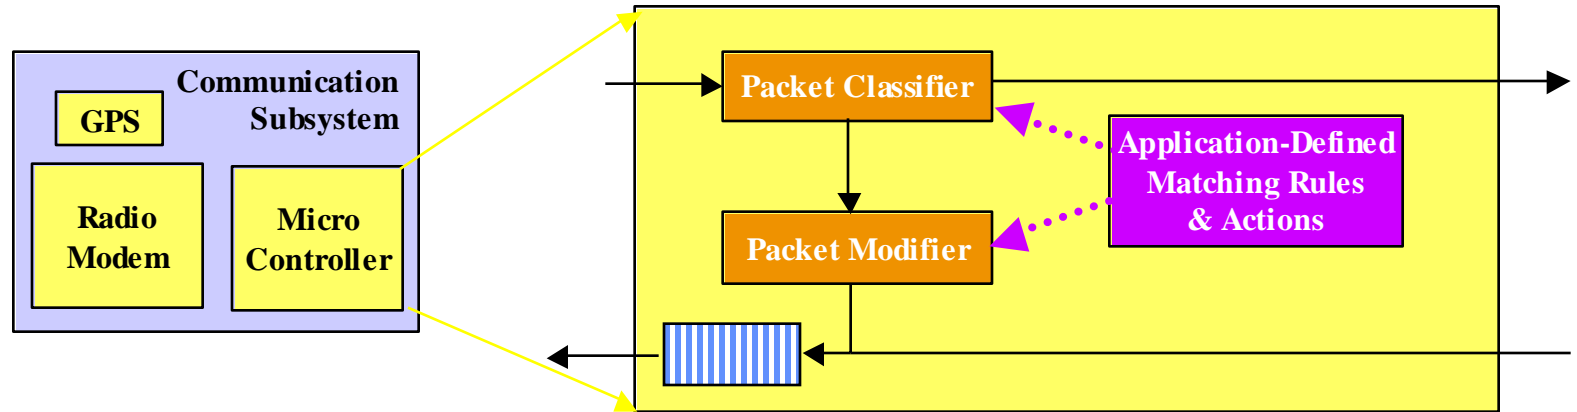 Communication
Subsystem
GPS
Radio
Modem
Micro
Controller
Packet Classifier
Application-Defined
Matching Rules
& Actions
Packet Modifier